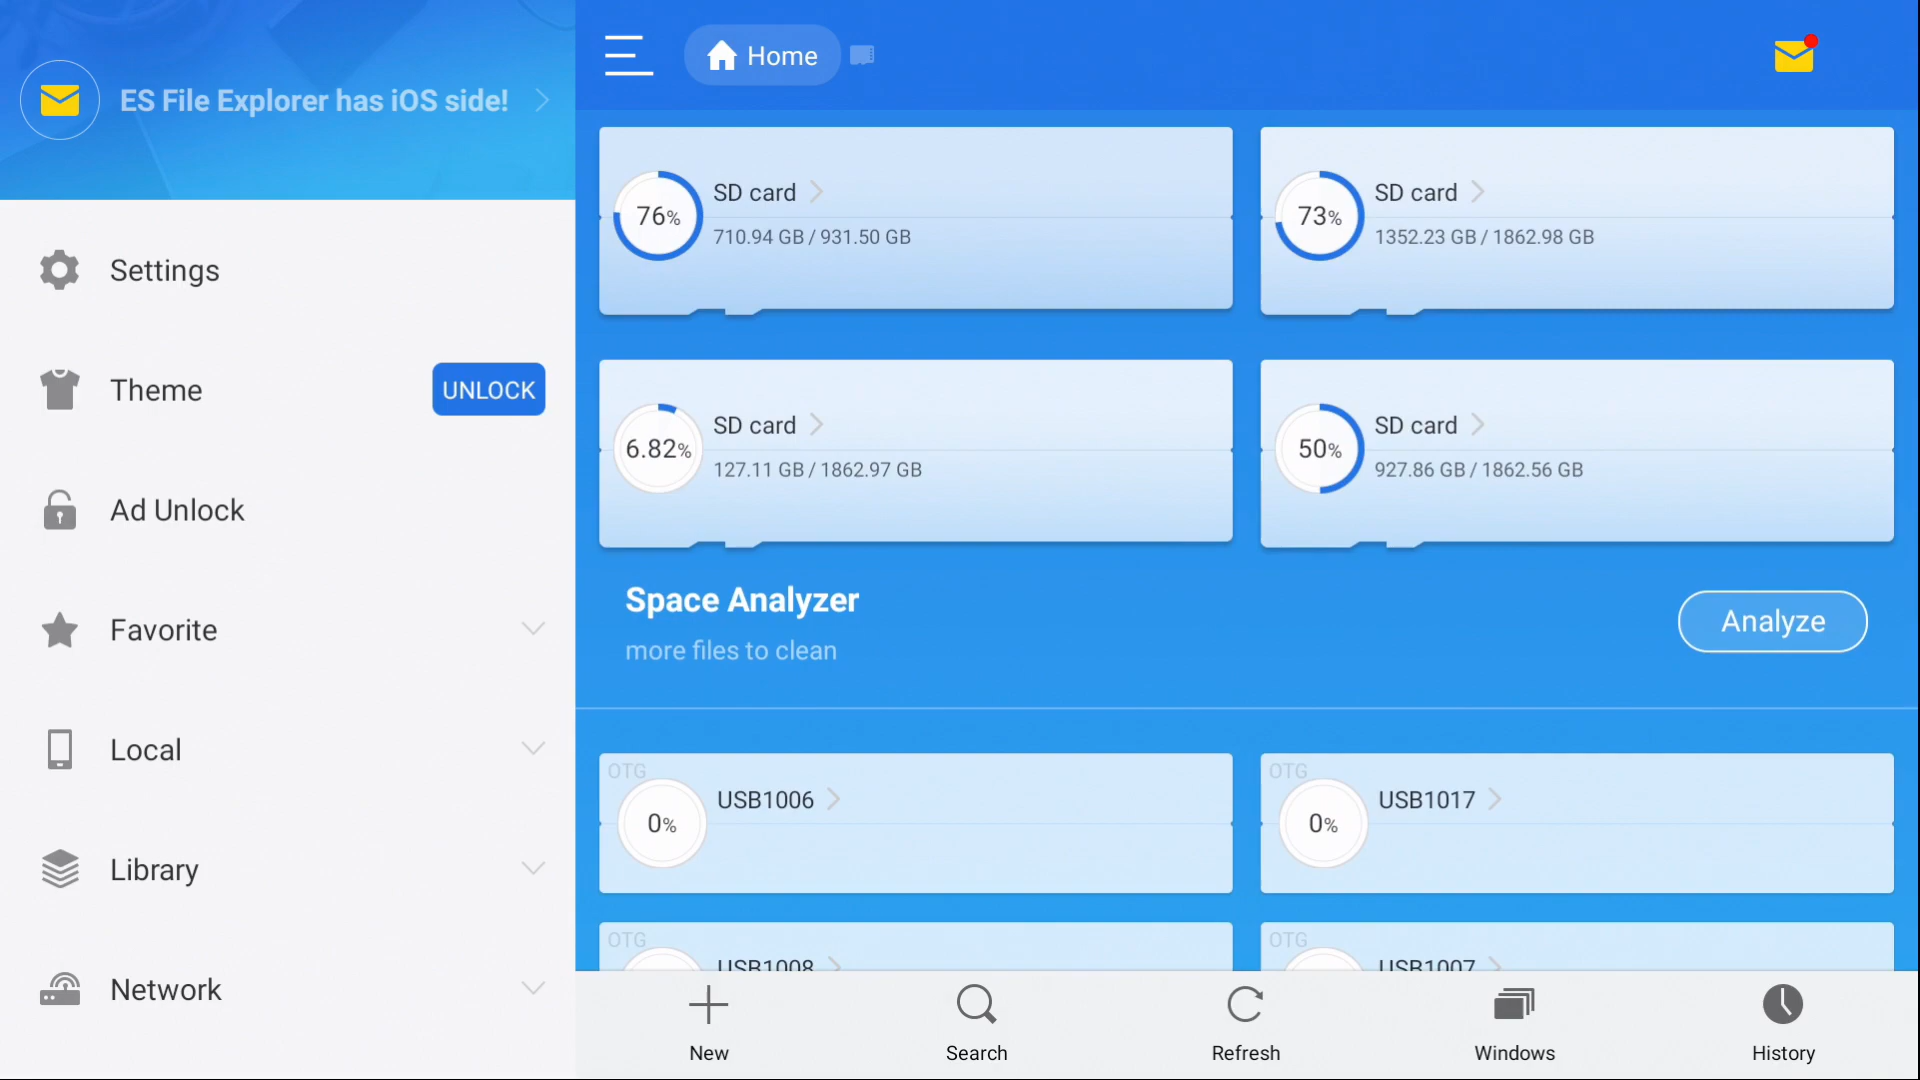 ES File Explorer has iOS side!
Settings
Theme
UNLOCK
Ad Unlock
Favorite
Local
Library
Network
Home
76%
SD card
710.94 GB / 931.50 GB
73%
SD card
1352.23 GB / 1862.98 GB
6.82%
SD card
127.11 GB / 1862.97 GB
50%
SD card
927.86 GB / 1862.56 GB
Space Analyzer
more files to clean
Analyze
OTG
0%
USB1006
OTG
0%
USB1017
OTG
USB1008
OTG
USB1007
New
Search
Refresh
Windows
History